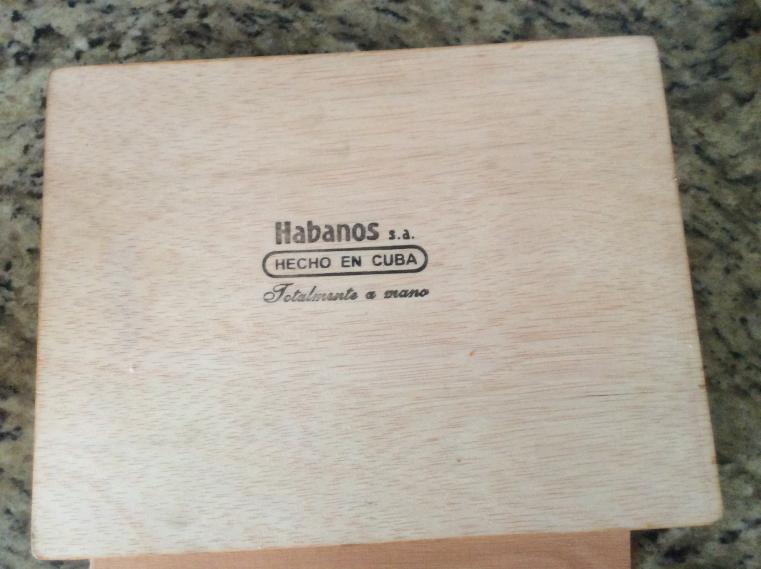 Habanos s.a.
HECHO EN CUBA
Totalmente a mano